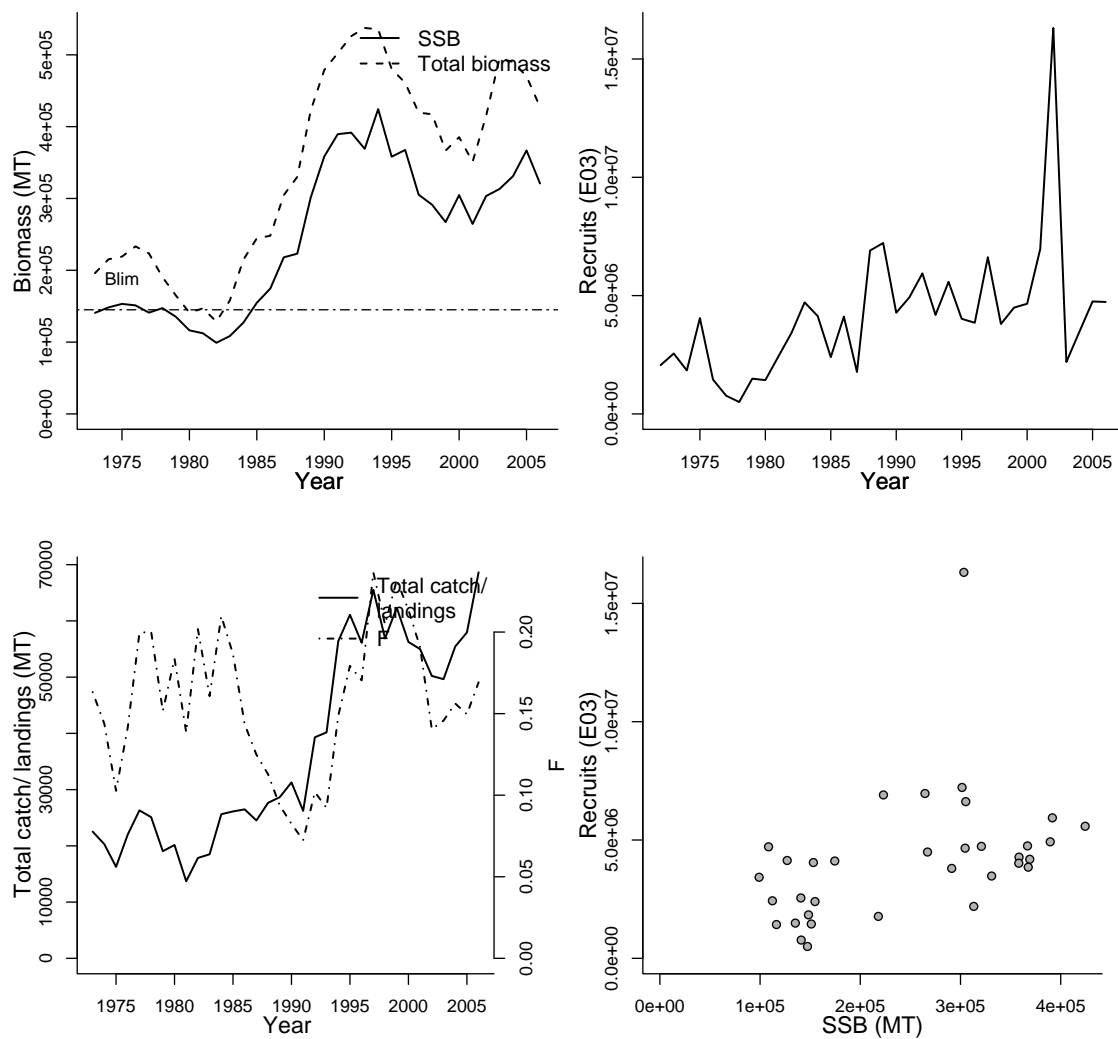 SSB
Total biomass
Blim
Biomass (MT)
0e+00
1e+05
2e+05
3e+05
4e+05
5e+05
1975 1980 1985 1990 1995 2000 2005
Year
Recruits (E03)
0.0e+00
5.0e+06
1.0e+07
1.5e+07
1975 1980 1985 1990 1995 2000 2005
Year
Total catch/
landings
F
Total catch/ landings (MT)
0
10000
30000
50000
70000
0.00
0.05
0.10
0.15
0.20
F
1975 1980 1985 1990 1995 2000 2005
Year
Recruits (E03)
0.0e+00
5.0e+06
1.0e+07
1.5e+07
0e+00 1e+05 2e+05 3e+05 4e+05
SSB (MT)